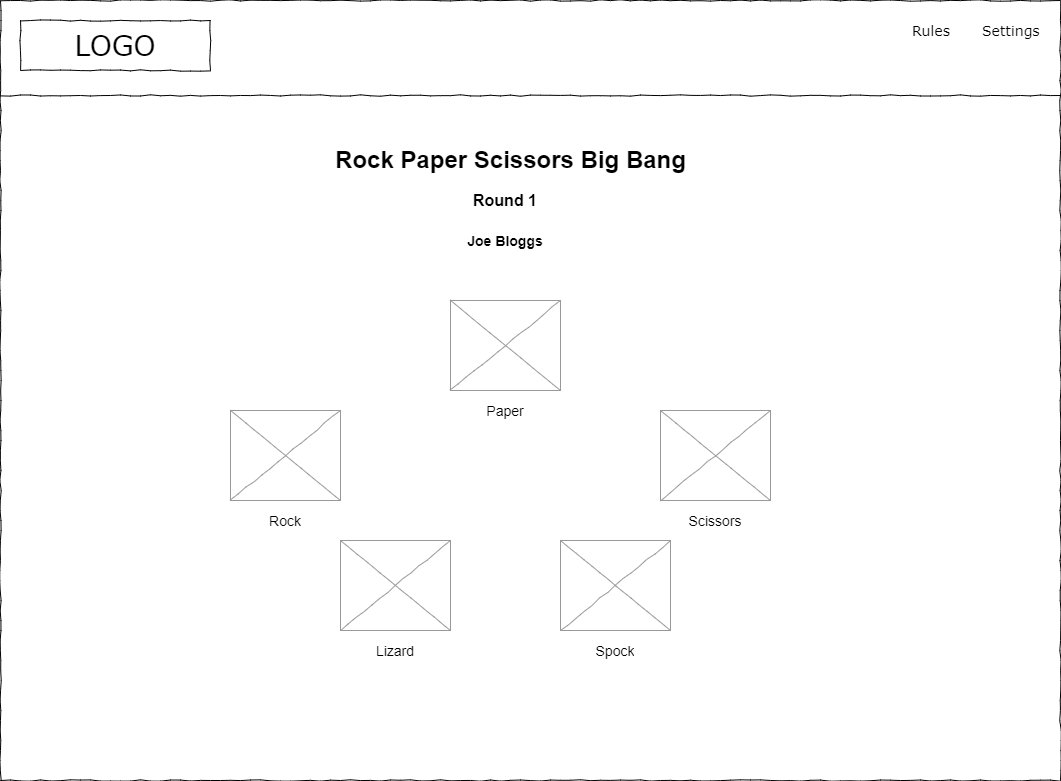 LOGO
Rules
Settings
Rock Paper Scissors Big Bang
Round 1
Joe Bloggs
Paper
Rock
Scissors
Lizard
Spock